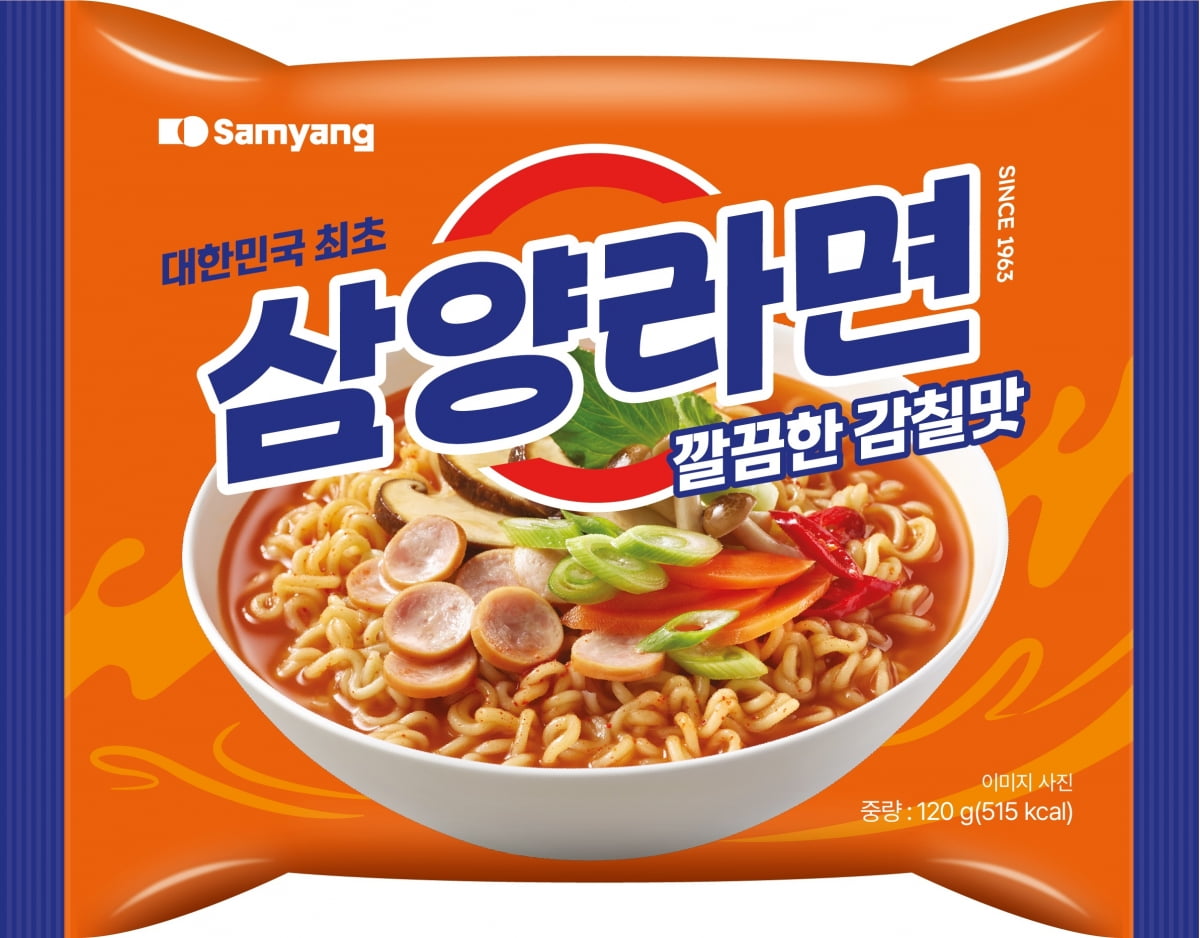 Samyang
SINCE 1963
대한민국 최초
삼양라면
깔끔한 감칠맛
이미지 사진
중량 : 120 g(515 kcal)